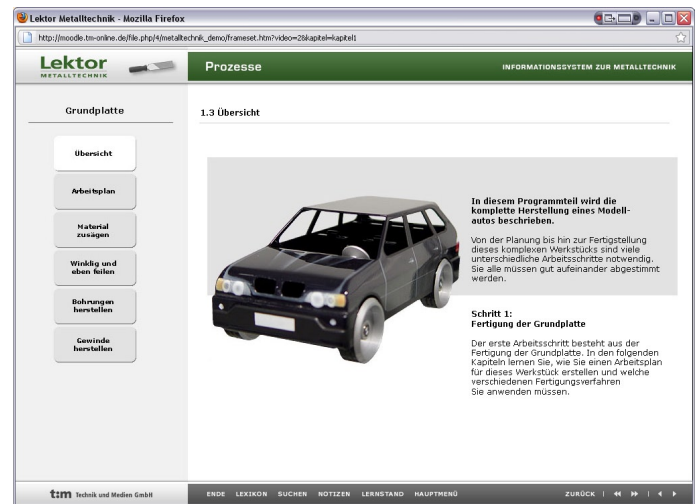 Lektor Metalltechnik - Mozilla Firefox
http://moodle.tm-online.de/file.php/4/metalltechnik_demo/frameset.htm?video=26&kapitel=kapitel1
Lektor
METALLTECHNIK
Prozesse
INFORMATIONSSYSTEM ZUR METALLTECHNIK
Grundplatte
1.3 Übersicht
Übersicht
Arbeitsplan
Material
zusägen
Winklig und
eben feilen
Bohrungen
herstellen
Gewinde
herstellen
In diesem Programmteil wird die
komplette Herstellung eines Modell-
autos beschrieben.
Von der Planung bis hin zur Fertigstellung
dieses komplexen Werkstücks sind viele
unterschiedliche Arbeitsschritte notwendig.
Sie alle müssen gut aufeinander abgestimmt
werden.
Schritt 1:
Fertigung der Grundplatte
Der erste Arbeitsschritt besteht aus der
Fertigung der Grundplatte. In den folgenden
Kapiteln lernen Sie, wie Sie einen Arbeitsplan
für dieses Werkstück erstellen und welche
verschiedenen Fertigungsverfahren
Sie anwenden müssen.
t:m Technik und Medien GmbH
ENDE LEXIKON SUCHEN NOTIZEN LERNSTAND HAUPTMENÜ
ZURÜCK